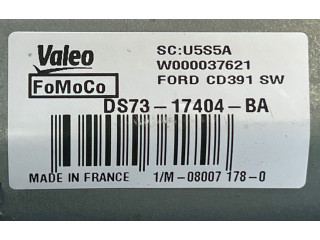 Valeo
FoMoCo
SC:U5S5A
W000037621
FORD CD391 SW
DS73-17404-BA
MADE IN FRANCE
1/M-08007 178-0